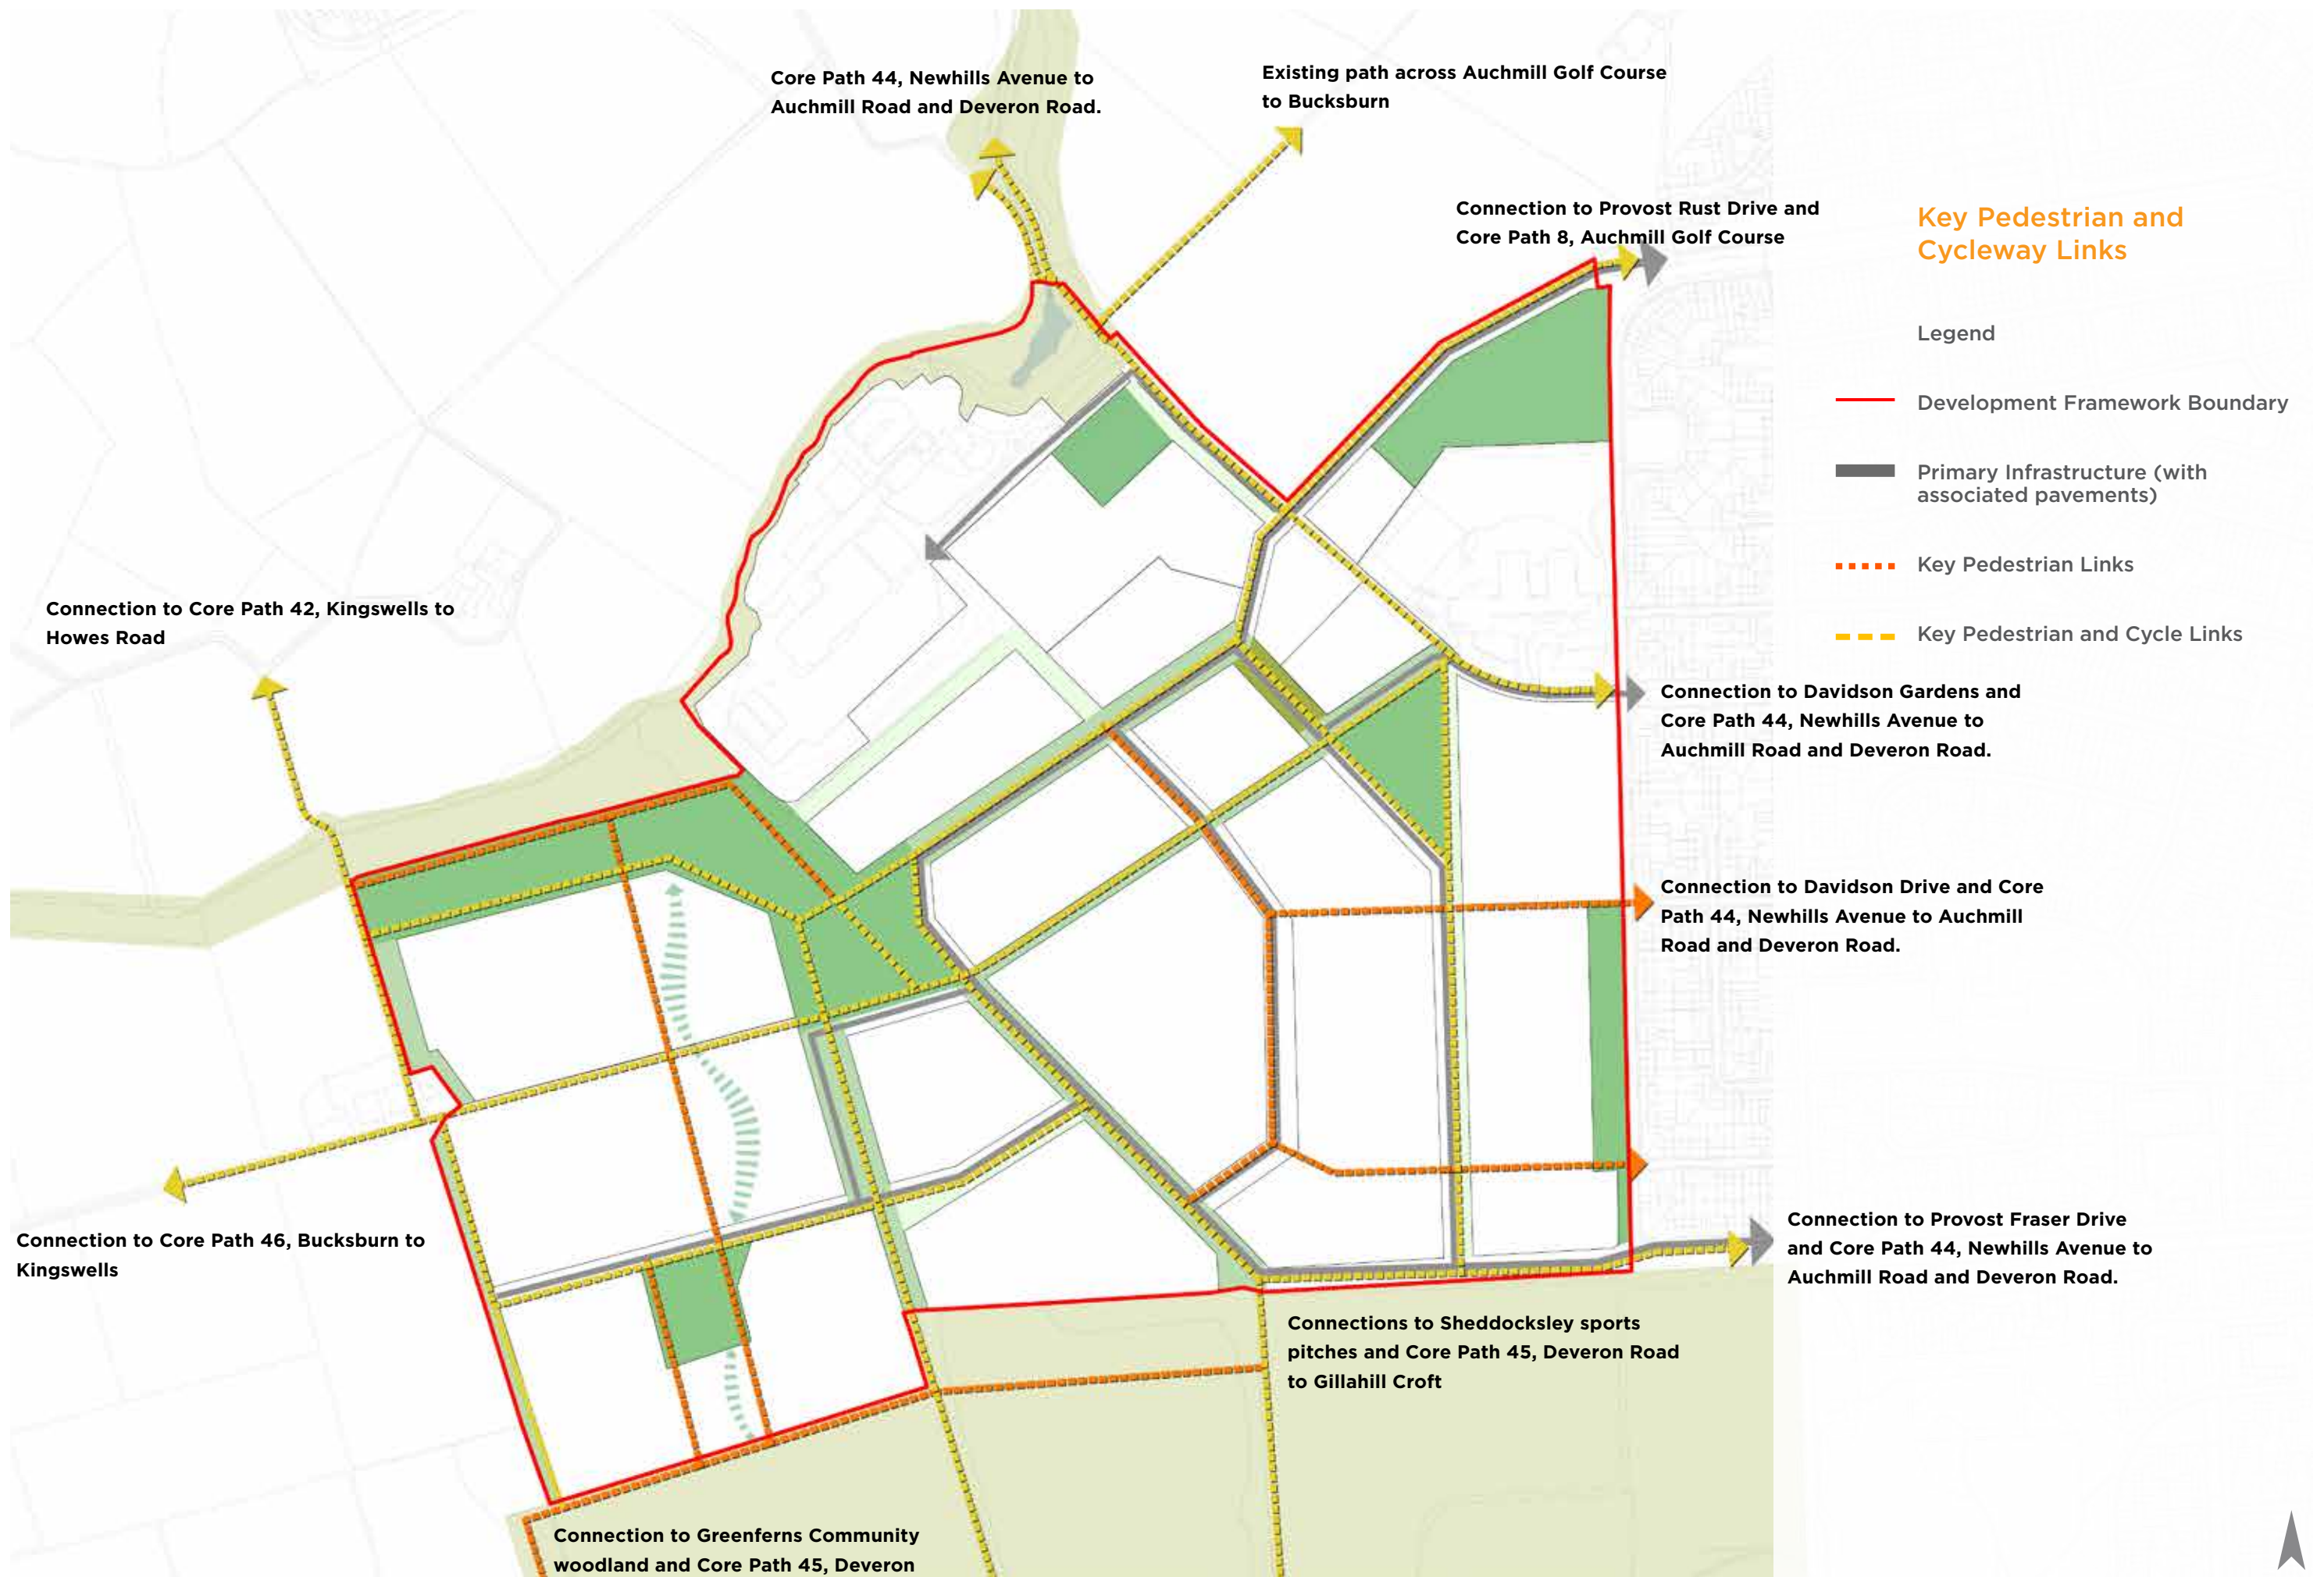 Core Path 44, Newhills Avenue to
Auchmill Road and Deveron Road.
Existing path across Auchmill Golf Course
to Bucksburn
Connection to Provost Rust Drive and
Core Path 8, Auchmill Golf Course
Key Pedestrian and
Cycleway Links
Legend
Development Framework Boundary
Primary Infrastructure (with
associated pavements)
Key Pedestrian Links
Key Pedestrian and Cycle Links
Connection to Core Path 42, Kingswells to
Howes Road
Connection to Davidson Gardens and
Core Path 44, Newhills Avenue to
Auchmill Road and Deveron Road.
Connection to Davidson Drive and Core
Path 44, Newhills Avenue to Auchmill
Road and Deveron Road.
Connection to Core Path 46, Bucksburn to
Kingswells
Connection to Provost Fraser Drive
and Core Path 44, Newhills Avenue to
Auchmill Road and Deveron Road.
Connections to Sheddocksley sports
pitches and Core Path 45, Deveron Road
to Gillahill Croft
Connection to Greenferns Community
woodland and Core Path 45, Deveron